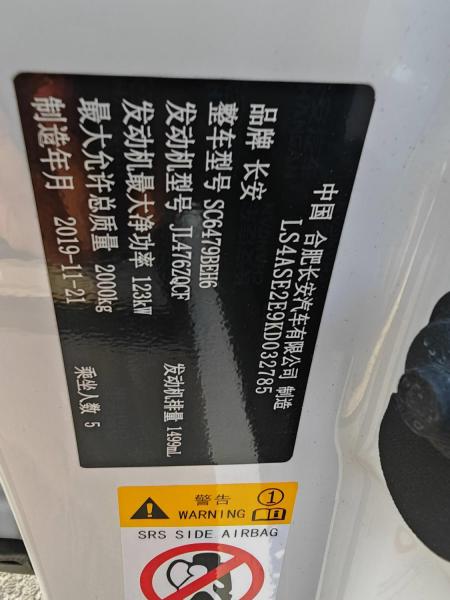 中国 合肥长安汽车有限公司 制造
LS4ASE2E9KD032785
品牌 长安
整车型号 SC6479BEH6
发动机型号 JL476ZQCF 发动机排量 1499mL
发动机最大净功率 123kW
最大允许总质量 2000kg 乘坐人数 5
制造年月 2019-11-21
警告 1
WARNING
SRS SIDE AIRBAG